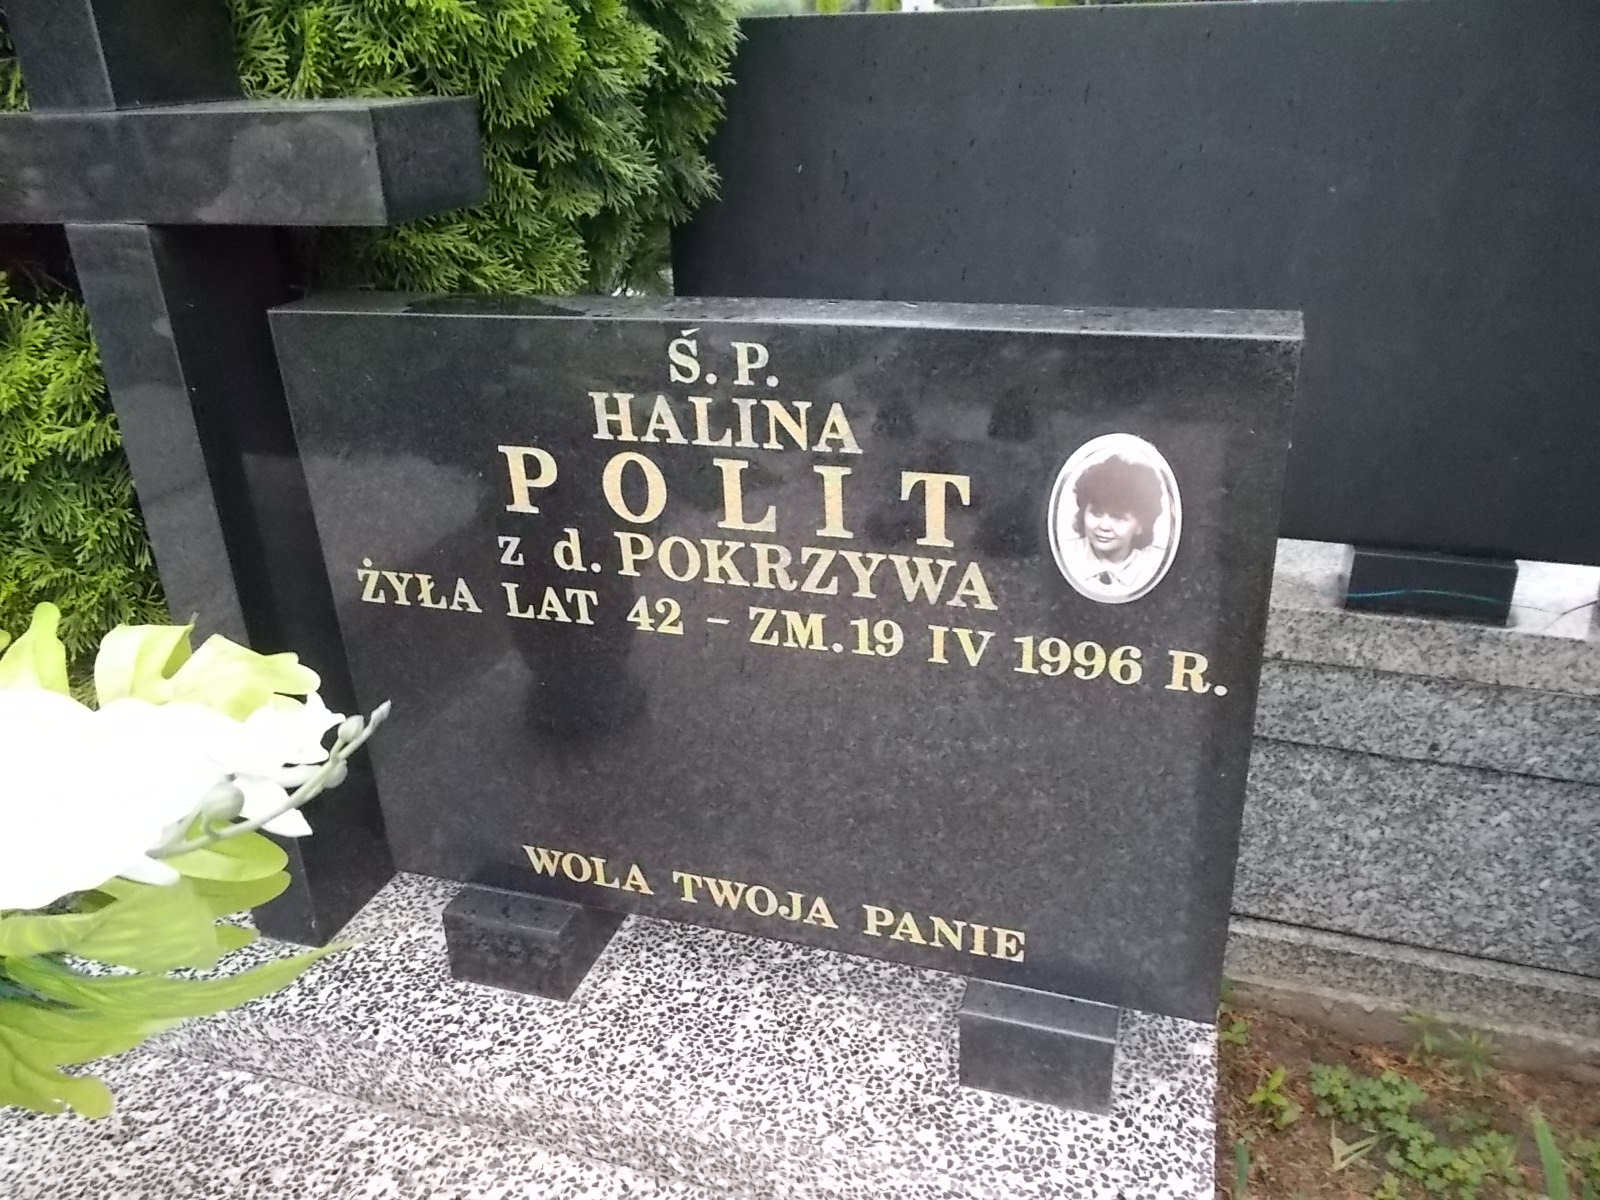 Ś. P.
HALINA
POLIT
z d. POKRZYWA
ŻYŁA LAT 42 - ZM. 19 IV 1996 R.
WOLA TWOJA PANIE